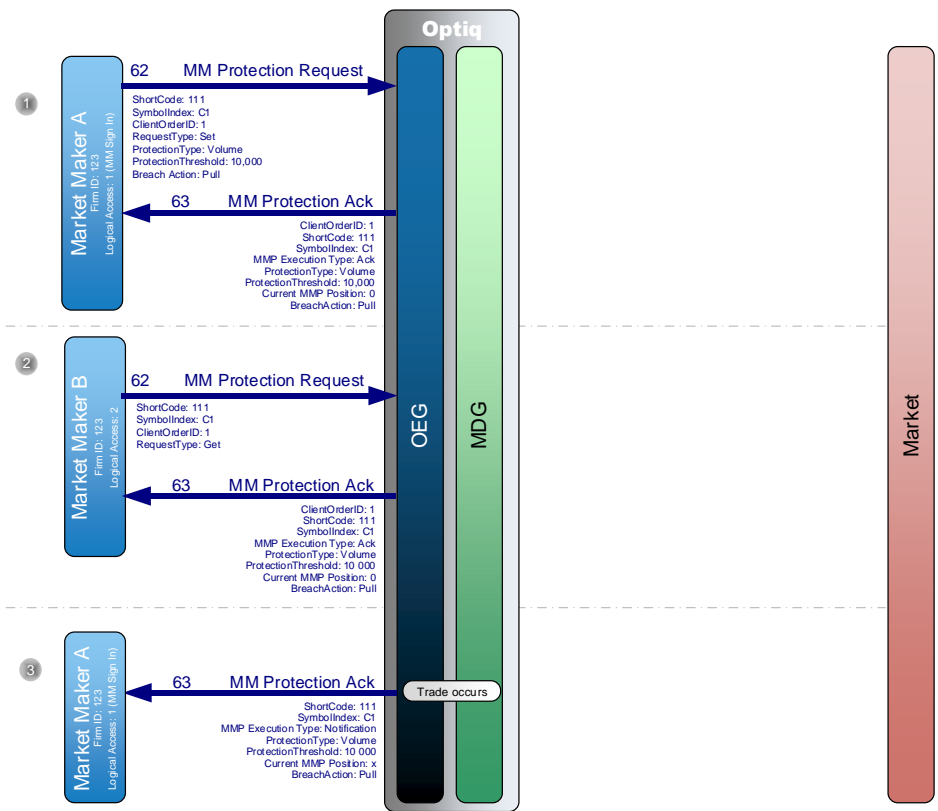 Optiq
1
Market Maker A
Firm ID: 123
Logical Access: 1 (MM Sign In)
62 MM Protection Request
ShortCode: 111
SymbolIndex: C1
ClientOrderID: 1
RequestType: Set
ProtectionType: Volume
ProtectionThreshold: 10,000
Breach Action: Pull
63 MM Protection Ack
ClientOrderID: 1
ShortCode: 111
SymbolIndex: C1
MMP Execution Type: Ack
ProtectionType: Volume
ProtectionThreshold: 10,000
Current MMP Position: 0
BreachAction: Pull
2
Market Maker B
Firm ID: 123
Logical Access: 2
62 MM Protection Request
ShortCode: 111
SymbolIndex: C1
ClientOrderID: 1
RequestType: Get
63 MM Protection Ack
ClientOrderID: 1
ShortCode: 111
SymbolIndex: C1
MMP Execution Type: Ack
ProtectionType: Volume
ProtectionThreshold: 10 000
Current MMP Position: 0
BreachAction: Pull
OEG
MDG
Market
3
Market Maker A
Firm ID: 123
Logical Access: 1 (MM Sign In)
63 MM Protection Ack
Trade occurs
ShortCode: 111
SymbolIndex: C1
MMP Execution Type: Notification
ProtectionType: Volume
ProtectionThreshold: 10 000
Current MMP Position: x
BreachAction: Pull